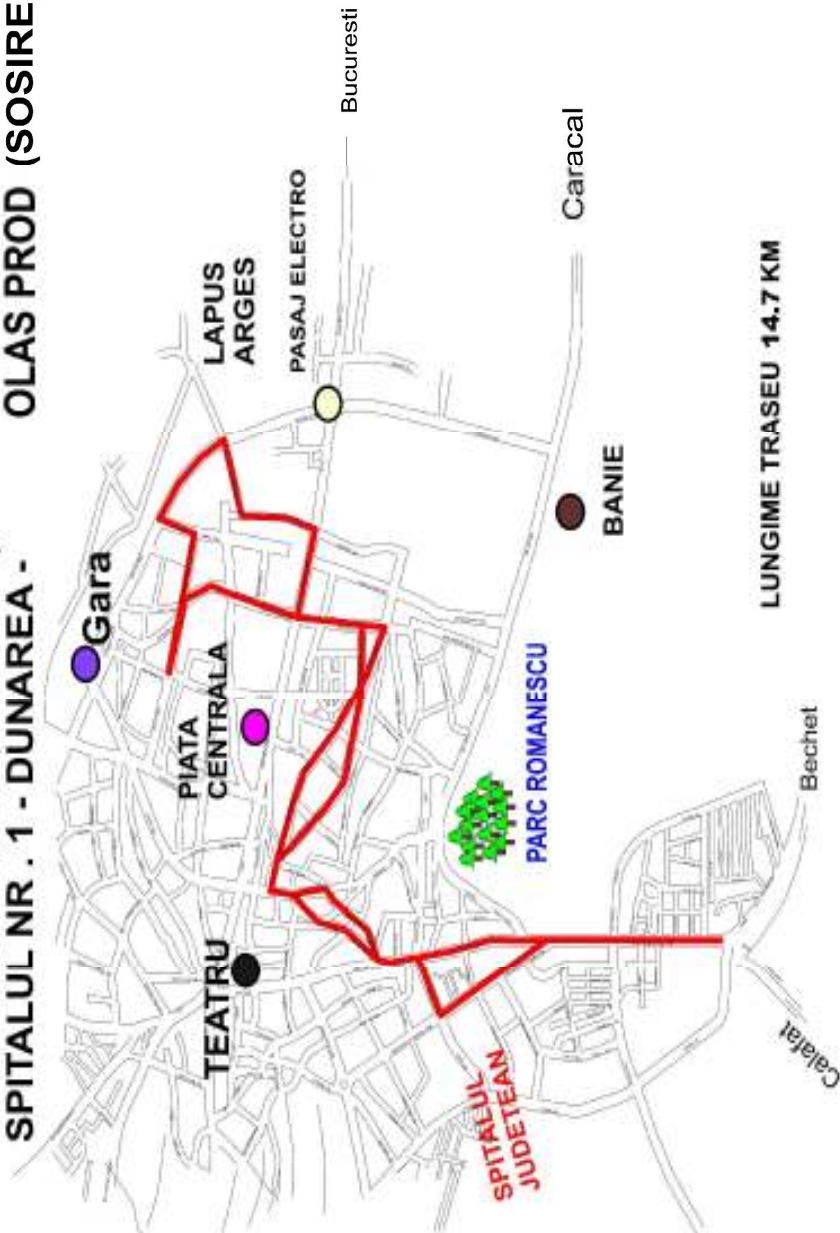 OLAS PROD (SOSIRE
SPITALUL NR . 1 - DUNAREA -
Gara
LAPUS
ARGES
PIATA
CENTRALA
TEATRU
PASAJ ELECTRO
Bucuresti
Caracal
BANIE
PARC ROMANESCU
SPITALUL
JUDETEAN
LUNGIME TRASEU 14.7 KM
Bechet
Calafat